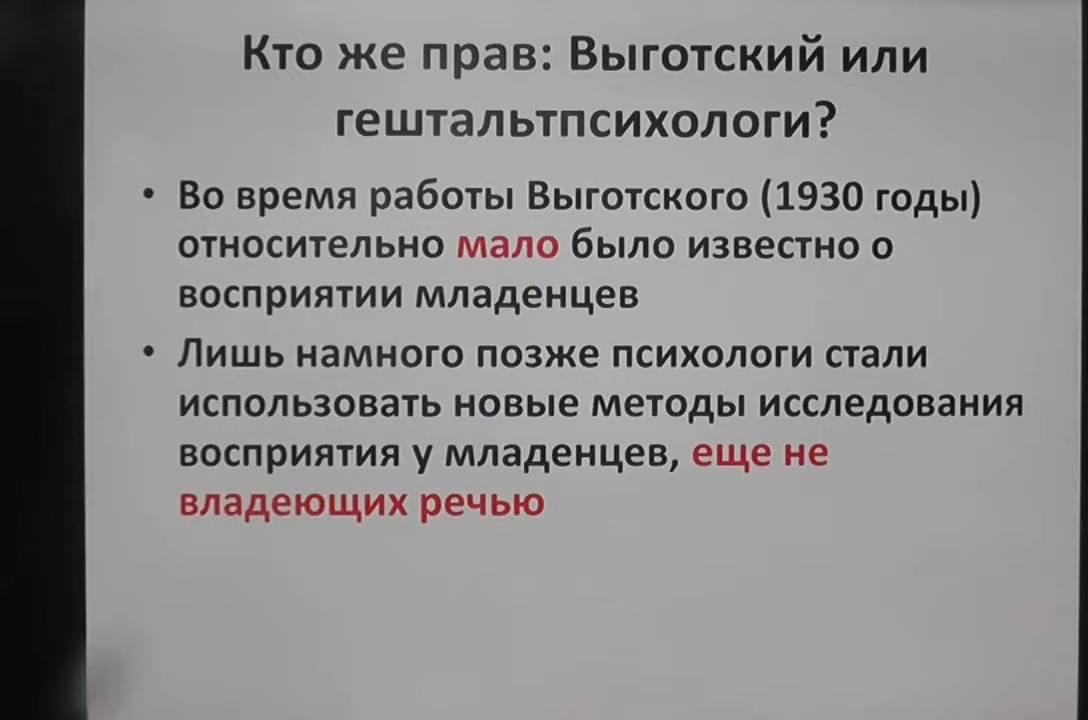 Кто же прав: Выготский или
гештальтпсихологи?
• Во время работы Выготского (1930 годы)
относительно мало было известно о
восприятии младенцев
• Лишь намного позже психологи стали
использовать новые методы исследования
восприятия у младенцев, еще не
владеющих речью